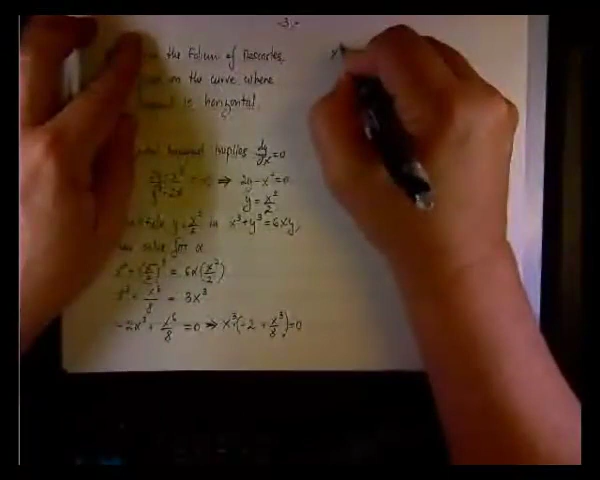 -3-
the Folium of Descartes,
on the curve where
is horizontal.
implies dy/dx = 0
⇒ 2y - x² = 0
y = x²/2
y = x²/2 in x³ + y³ = 6xy,
solve for x
x³ + (x²/2)³ = 6x(x²/2)
x³ + x⁶/8 = 3x³
-2x³ + x⁶/8 = 0 ⇒ x³(-2 + x³/8) = 0